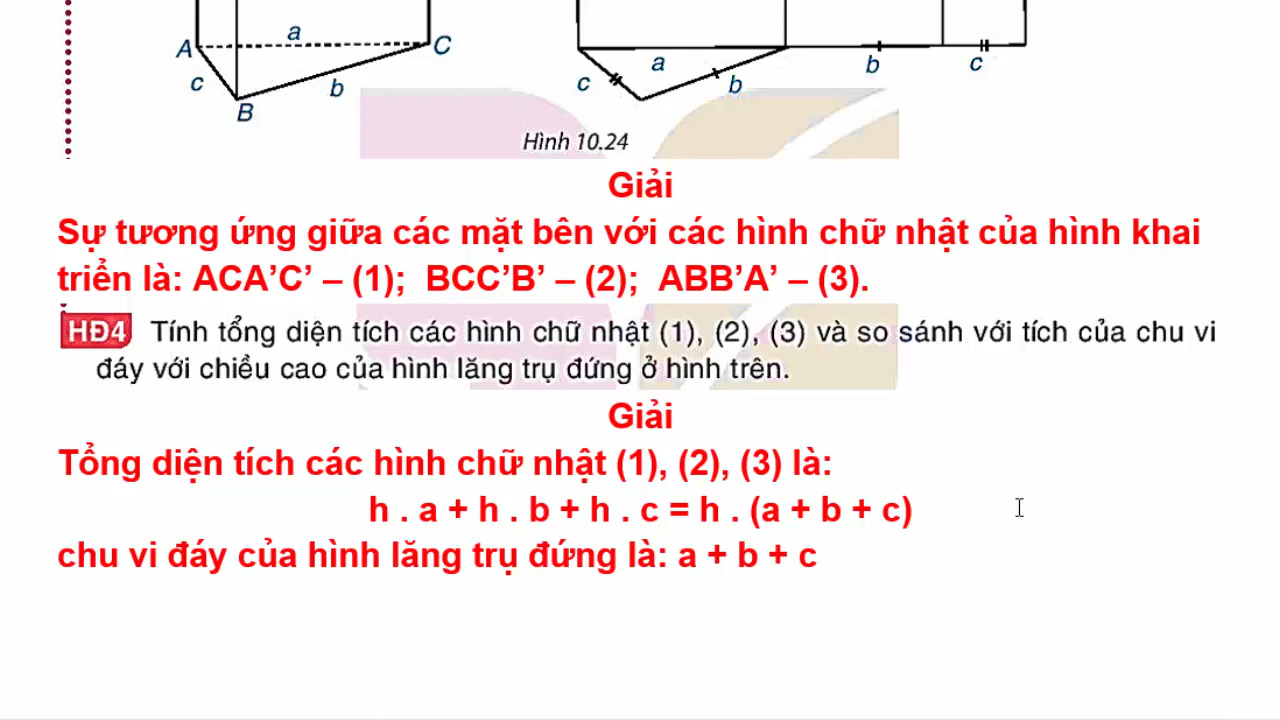 A a C
c b
B
a b c
c b
Hình 10.24
Giải
Sự tương ứng giữa các mặt bên với các hình chữ nhật của hình khai
triển là: ACA’C’ – (1); BCC’B’ – (2); ABB’A’ – (3).
HĐ4 Tính tổng diện tích các hình chữ nhật (1), (2), (3) và so sánh với tích của chu vi
đáy với chiều cao của hình lăng trụ đứng ở hình trên.
Giải
Tổng diện tích các hình chữ nhật (1), (2), (3) là:
h . a + h . b + h . c = h . (a + b + c)
chu vi đáy của hình lăng trụ đứng là: a + b + c